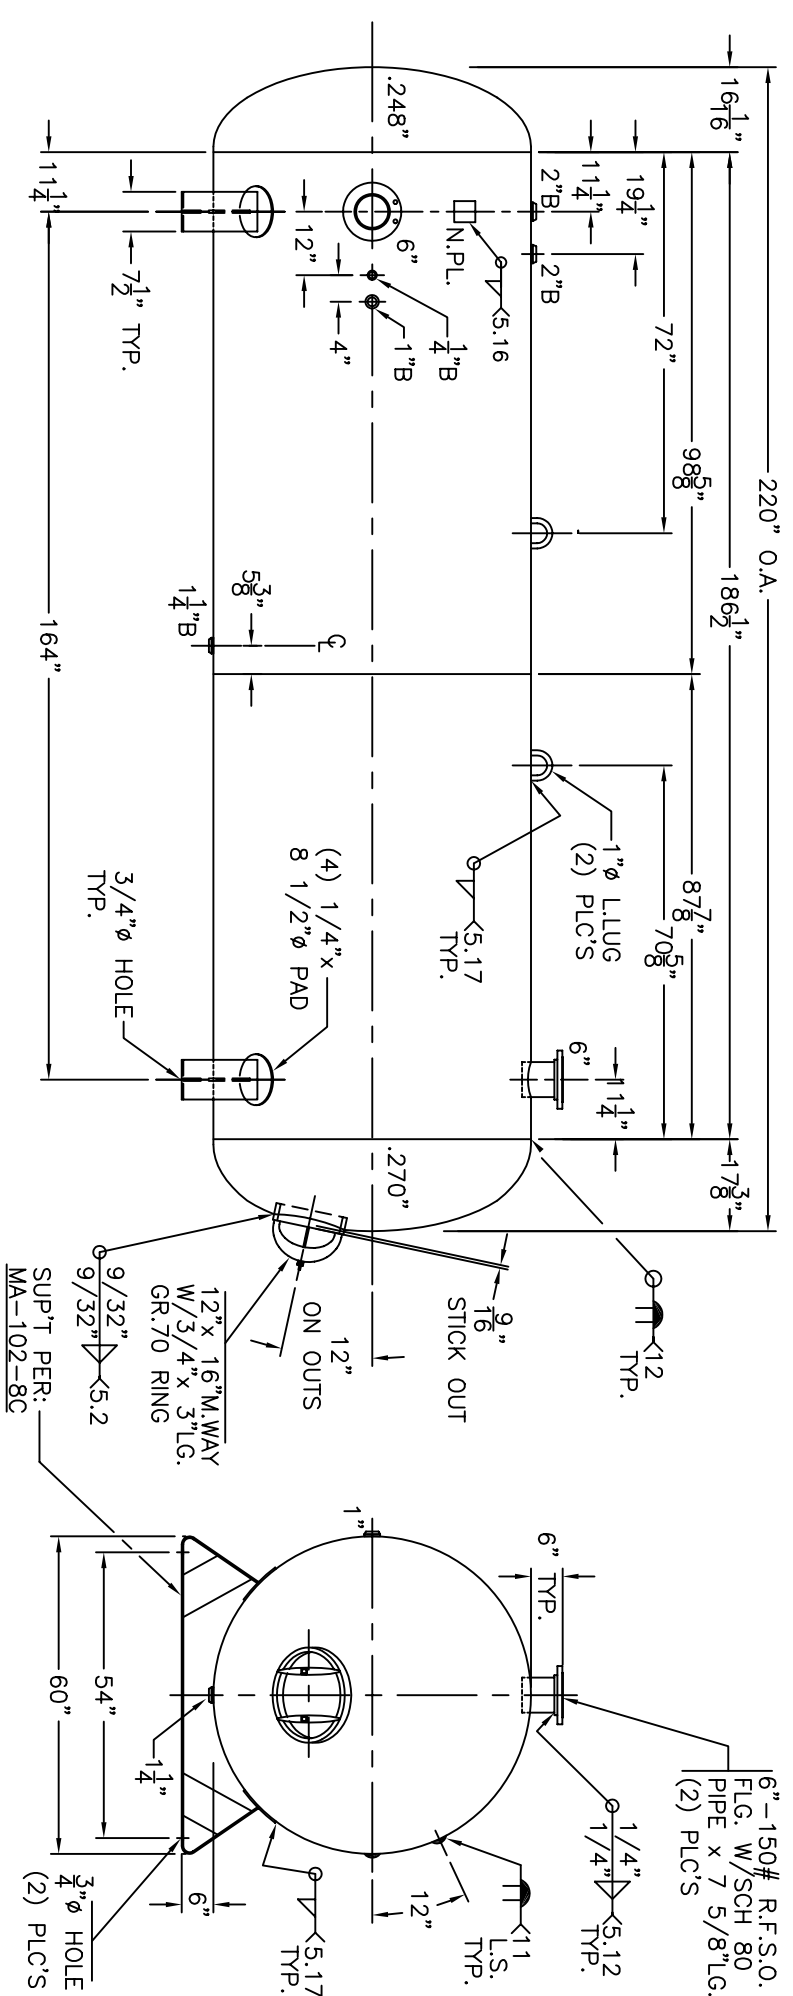 220" O.A.
16 1/16"
186 1/2"
17 3/8"
98 5/8"
87 7/8"
72"
70 5/8"
19 1/4"
11 1/4"
11 1/4"
2"B
2"B
6"
.248"
.270"
N.PL.
5.16
6"
12"
4"
1/4"B
1"B
1"ø L.LUG
(2) PLC'S
5.17
TYP.
12
TYP.
9/16"
STICK OUT
12"
ON OUTS
12"x 16"M.WAY
W/3/4"x 3"LG.
GR.70 RING
9/32"
9/32"
5.2
(4) 1/4"x
8 1/2"ø PAD
3/4"ø HOLE
TYP.
5 3/8"
CL
1 1/4"B
11 1/4"
7 1/2" TYP.
164"
SUP'T PER:
MA-102-8C
6"-150# R.F.S.O.
FLG. W/SCH 80
PIPE x 7 5/8"LG.
(2) PLC'S
6" TYP.
1/4"
1/4"
5.12
TYP.
11
L.S.
TYP.
12"
1"
1 1/4"
5.17
TYP.
6"
3/4"ø HOLE
(2) PLC'S
54"
60"